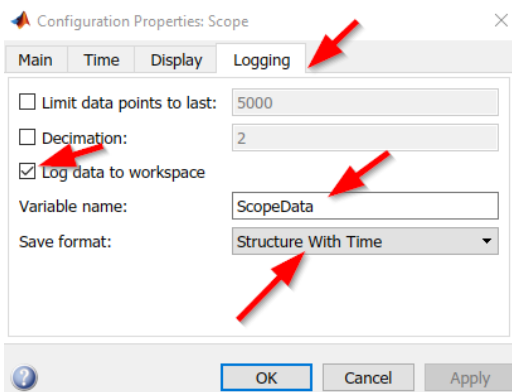 Configuration Properties: Scope
Main Time Display Logging
Limit data points to last: 5000
Decimation: 2
Log data to workspace
Variable name: ScopeData
Save format: Structure With Time
? OK Cancel Apply